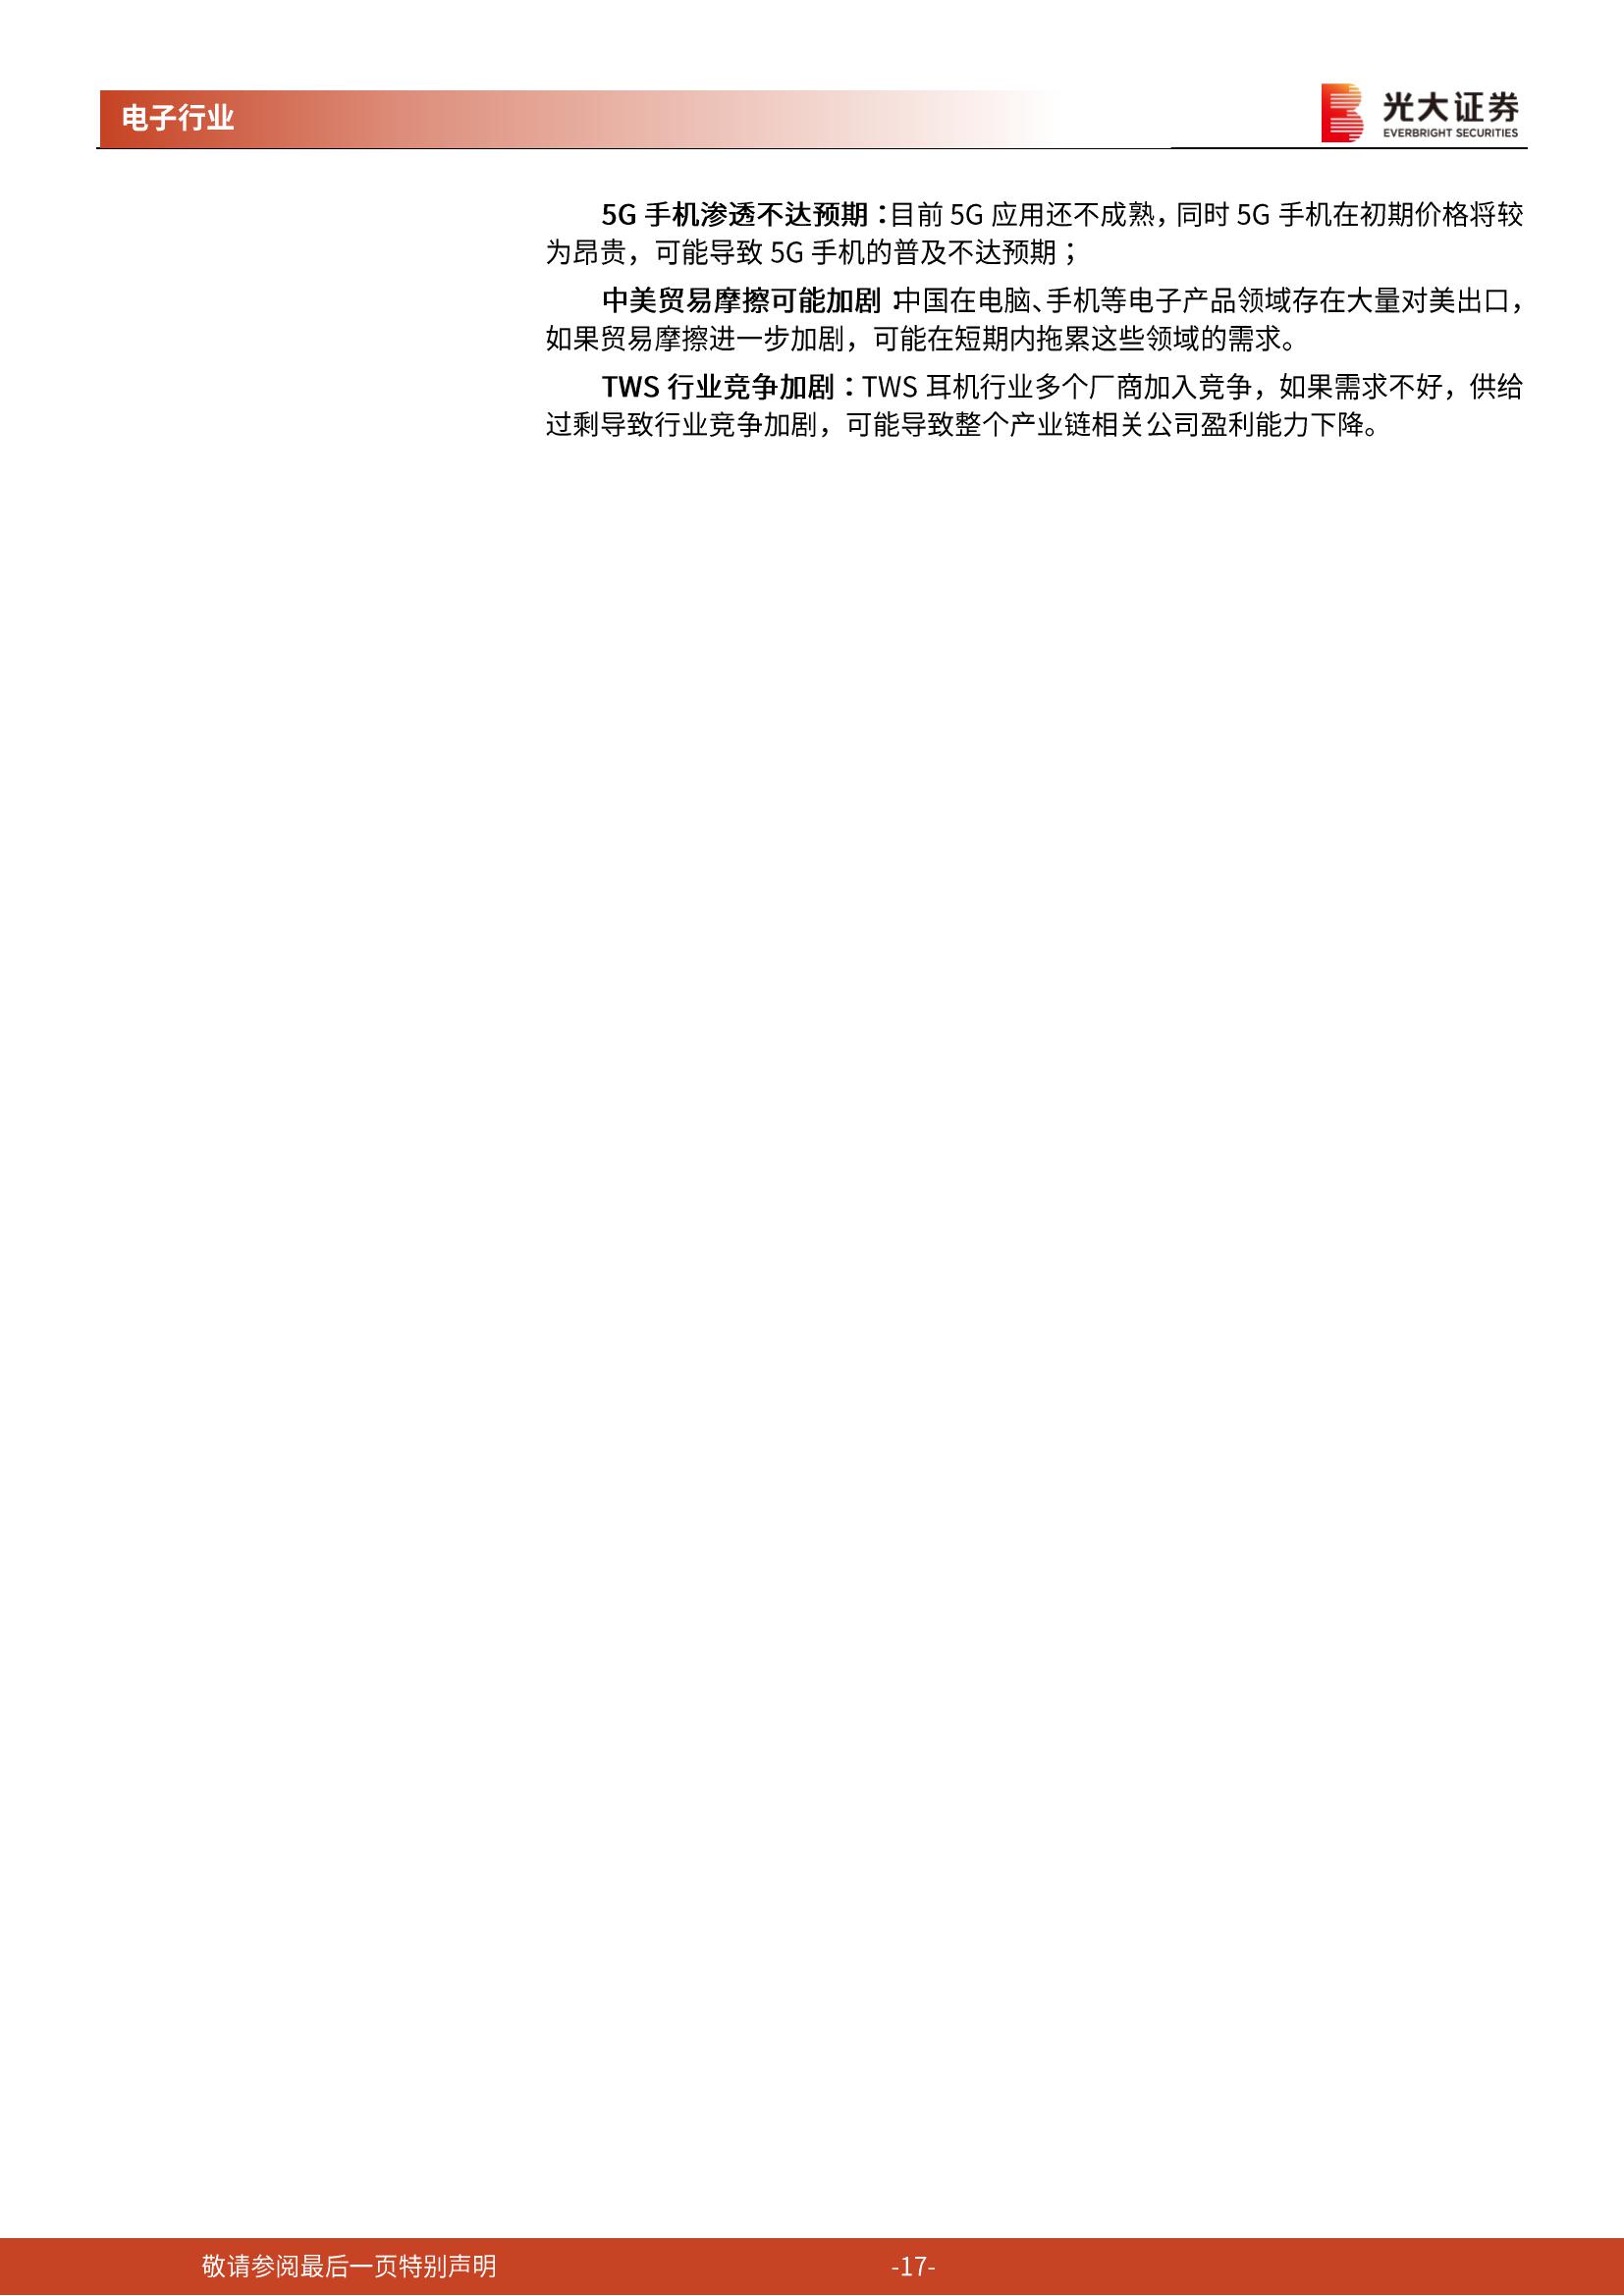 电子行业
光大证券
EVERBRIGHT SECURITIES
5G 手机渗透不达预期：目前 5G 应用还不成熟，同时 5G 手机在初期价格将较
为昂贵，可能导致 5G 手机的普及不达预期；
中美贸易摩擦可能加剧：中国在电脑、手机等电子产品领域存在大量对美出口，
如果贸易摩擦进一步加剧，可能在短期内拖累这些领域的需求。
TWS 行业竞争加剧：TWS 耳机行业多个厂商加入竞争，如果需求不好，供给
过剩导致行业竞争加剧，可能导致整个产业链相关公司盈利能力下降。
敬请参阅最后一页特别声明
-17-